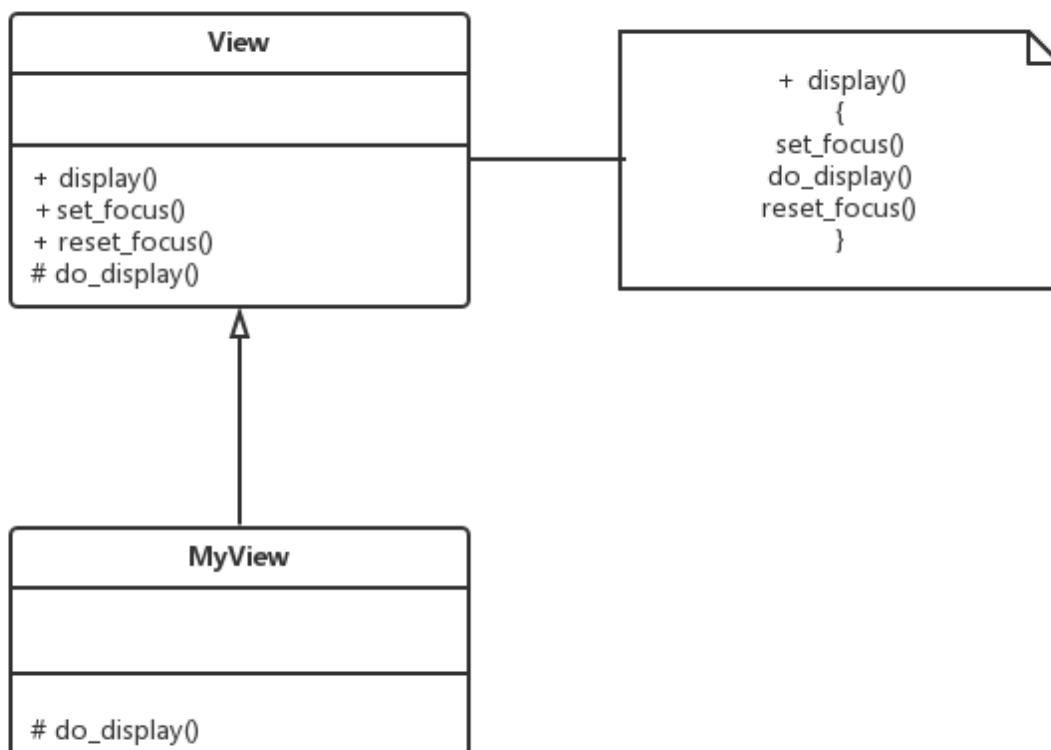 View
+ display()
+ set_focus()
+ reset_focus()
# do_display()
+ display()
{
set_focus()
do_display()
reset_focus()
}
MyView
# do_display()